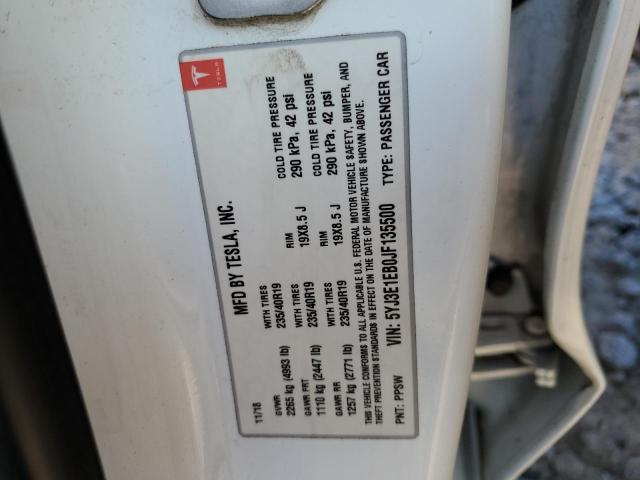 TESLA
MFD BY TESLA, INC.
11/18
GVWR WITH TIRES RIM COLD TIRE PRESSURE
2265 kg (4993 lb) 235/40R19 19X8.5 J 290 kPa, 42 psi
GAWR FRT WITH TIRES RIM COLD TIRE PRESSURE
1110 kg (2447 lb) 235/40R19 19X8.5 J 290 kPa, 42 psi
GAWR RR WITH TIRES
1257 kg (2771 lb) 235/40R19
THIS VEHICLE CONFORMS TO ALL APPLICABLE U.S. FEDERAL MOTOR VEHICLE SAFETY, BUMPER, AND
THEFT PREVENTION STANDARDS IN EFFECT ON THE DATE OF MANUFACTURE SHOWN ABOVE.
VIN: 5YJ3E1EB0JF135500
PNT: PPSW TYPE: PASSENGER CAR